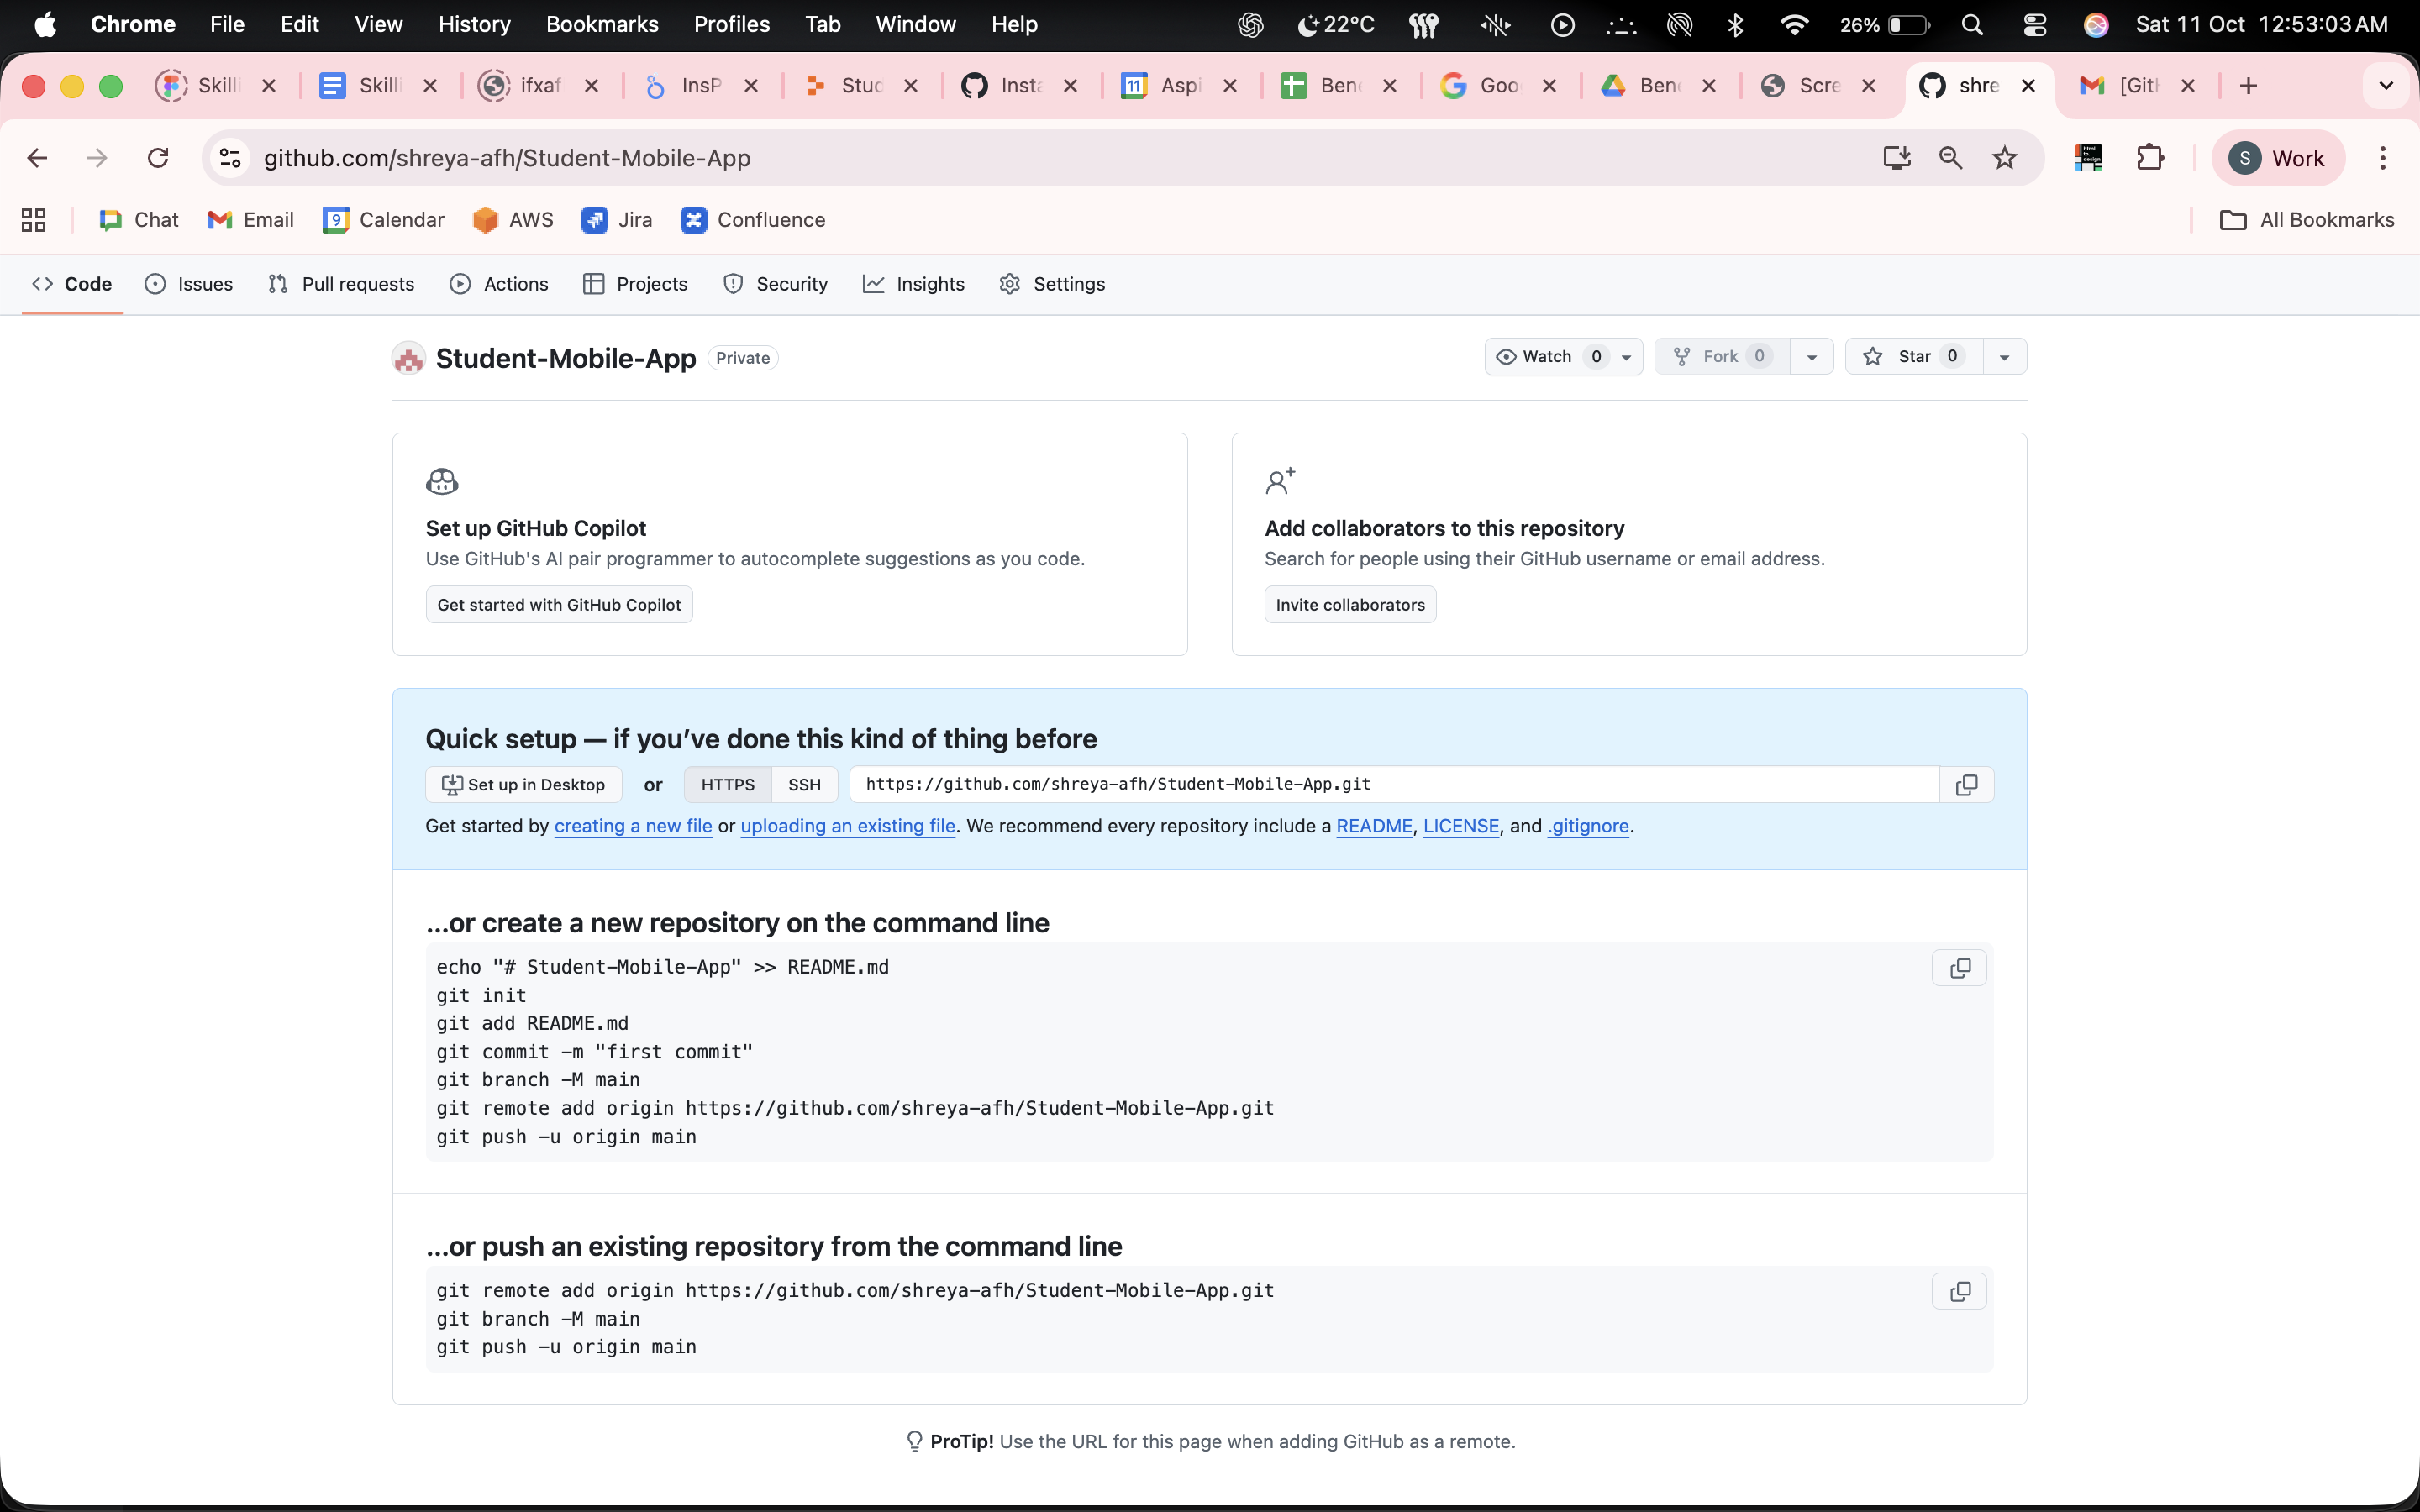 Chrome File Edit View History Bookmarks Profiles Tab Window Help 22°C 26% Sat 11 Oct 12:53:03 AM
Skilli Skilli ifxaf InsP Stud Insta 11 Aspi Bene Goo Bene Scre shre [Gith
github.com/shreya-afh/Student-Mobile-App S Work
Chat Email 9 Calendar AWS Jira Confluence All Bookmarks
Code Issues Pull requests Actions Projects Security Insights Settings
Student-Mobile-App Private Watch 0 Fork 0 Star 0
Set up GitHub Copilot
Use GitHub's AI pair programmer to autocomplete suggestions as you code.
Get started with GitHub Copilot
Add collaborators to this repository
Search for people using their GitHub username or email address.
Invite collaborators
Quick setup — if you’ve done this kind of thing before
Set up in Desktop or HTTPS SSH https://github.com/shreya-afh/Student-Mobile-App.git
Get started by creating a new file or uploading an existing file. We recommend every repository include a README, LICENSE, and .gitignore.
…or create a new repository on the command line
echo "# Student-Mobile-App" >> README.md
git init
git add README.md
git commit -m "first commit"
git branch -M main
git remote add origin https://github.com/shreya-afh/Student-Mobile-App.git
git push -u origin main
…or push an existing repository from the command line
git remote add origin https://github.com/shreya-afh/Student-Mobile-App.git
git branch -M main
git push -u origin main
ProTip! Use the URL for this page when adding GitHub as a remote.